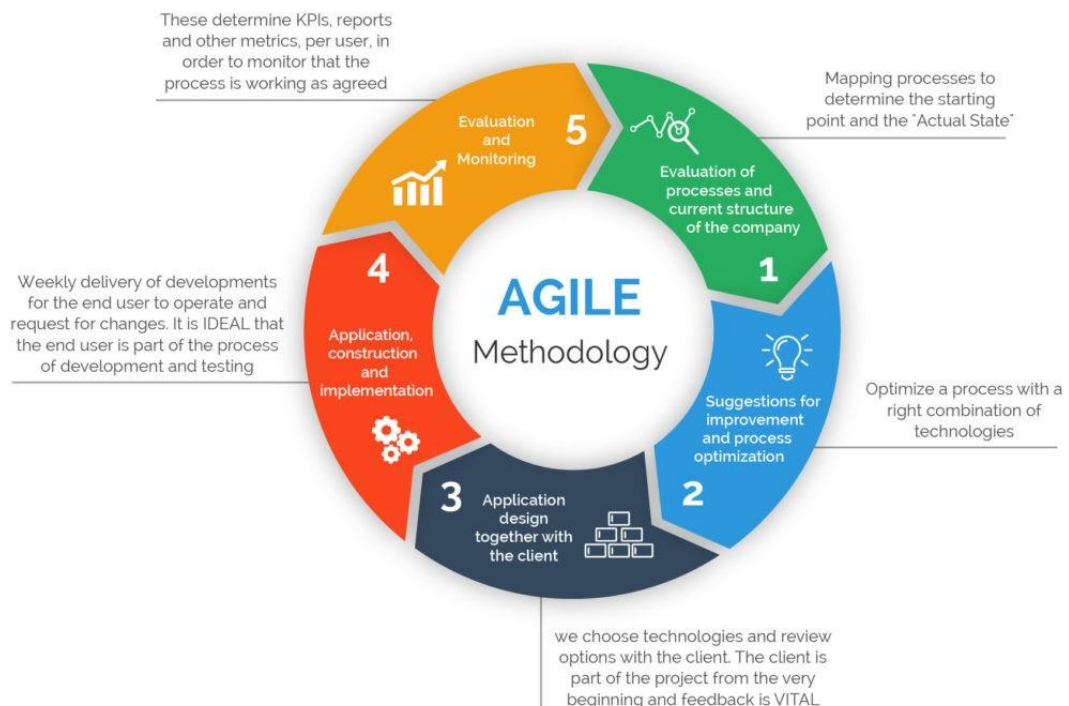 These determine KPIs, reports
and other metrics, per user, in
order to monitor that the
process is working as agreed
Mapping processes to
determine the starting
point and the "Actual State"
5
Evaluation
and
Monitoring
Evaluation of
processes and
current structure
of the company
1
4
Weekly delivery of developments
for the end user to operate and
request for changes. It is IDEAL that
the end user is part of the process
of development and testing
Application,
construction
and
implementation
AGILE
Methodology
Suggestions for
improvement
and process
optimization
2
Optimize a process with a
right combination of
technologies
3
Application
design
together with
the client
we choose technologies and review
options with the client. The client is
part of the project from the very
beginning and feedback is VITAL